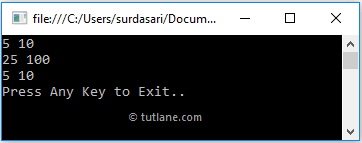 file:///C:/Users/surdasari/Docum...
5 10
25 100
5 10
Press Any Key to Exit..
© tutlane.com